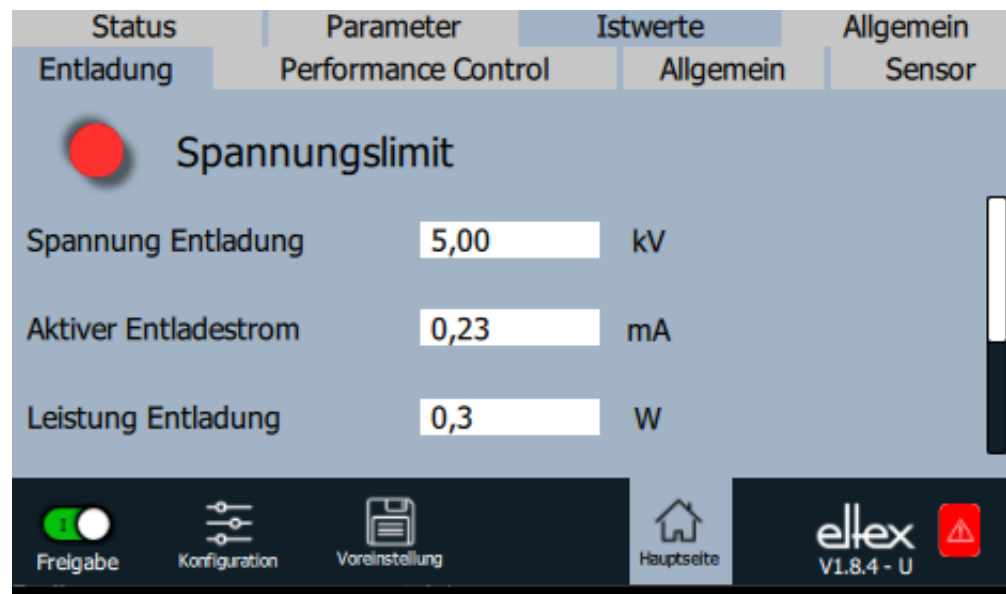 Status Parameter Istwerte Allgemein
Entladung Performance Control Allgemein Sensor
Spannungslimit
Spannung Entladung 5,00 kV
Aktiver Entladestrom 0,23 mA
Leistung Entladung 0,3 W
I
Freigabe Konfiguration Voreinstellung Hauptseite eltex
V1.8.4 - U